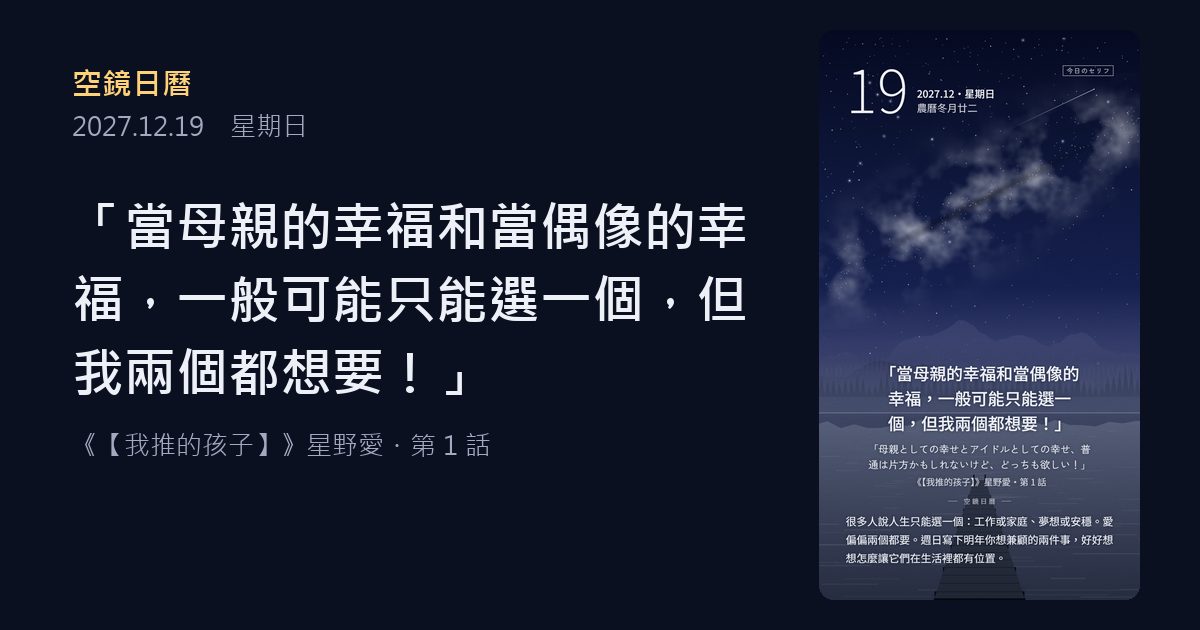 空鏡日曆
2027.12.19 星期日
「當母親的幸福和當偶像的幸
福，一般可能只能選一個，但
我兩個都想要！」
《【我推的孩子】》星野愛・第 1 話
19
2027.12・星期日
農曆冬月廿二
今日のセリフ
「當母親的幸福和當偶像的
幸福，一般可能只能選一
個，但我兩個都想要！」
「母親としての幸せとアイドルとしての幸せ、普
通は片方かもしれないけど、どっちも欲しい！」
《【我推的孩子】》星野愛・第 1 話
— 空鏡日曆 —
很多人說人生只能選一個：工作或家庭、夢想或安穩。愛
偏偏兩個都要。週日寫下明年你想兼顧的兩件事，好好想
想怎麼讓它們在生活裡都有位置。